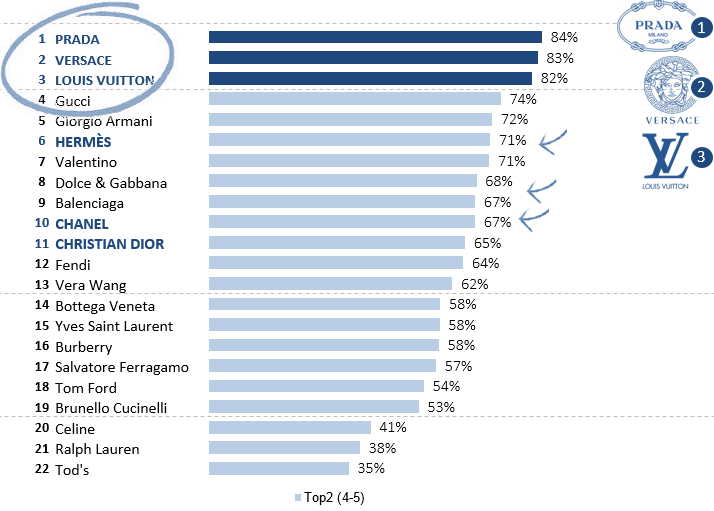 1 PRADA 84%
2 VERSACE 83%
3 LOUIS VUITTON 82%
4 Gucci 74%
5 Giorgio Armani 72%
6 HERMÈS 71%
7 Valentino 71%
8 Dolce & Gabbana 68%
9 Balenciaga 67%
10 CHANEL 67%
11 CHRISTIAN DIOR 65%
12 Fendi 64%
13 Vera Wang 62%
14 Bottega Veneta 58%
15 Yves Saint Laurent 58%
16 Burberry 58%
17 Salvatore Ferragamo 57%
18 Tom Ford 54%
19 Brunello Cucinelli 53%
20 Celine 41%
21 Ralph Lauren 38%
22 Tod's 35%
Top2 (4-5)
PRADA 1
MILANO
2
VERSACE
LV 3
LOUIS VUITTON